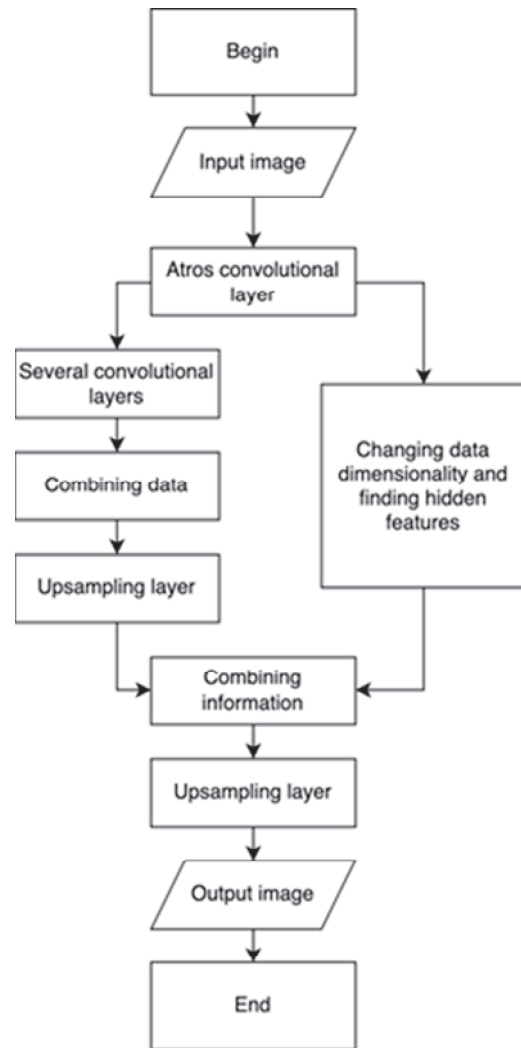 Begin
Input image
Atros convolutional
layer
Several convolutional
layers
Combining data
Upsampling layer
Changing data
dimensionality and
finding hidden
features
Combining
information
Upsampling layer
Output image
End